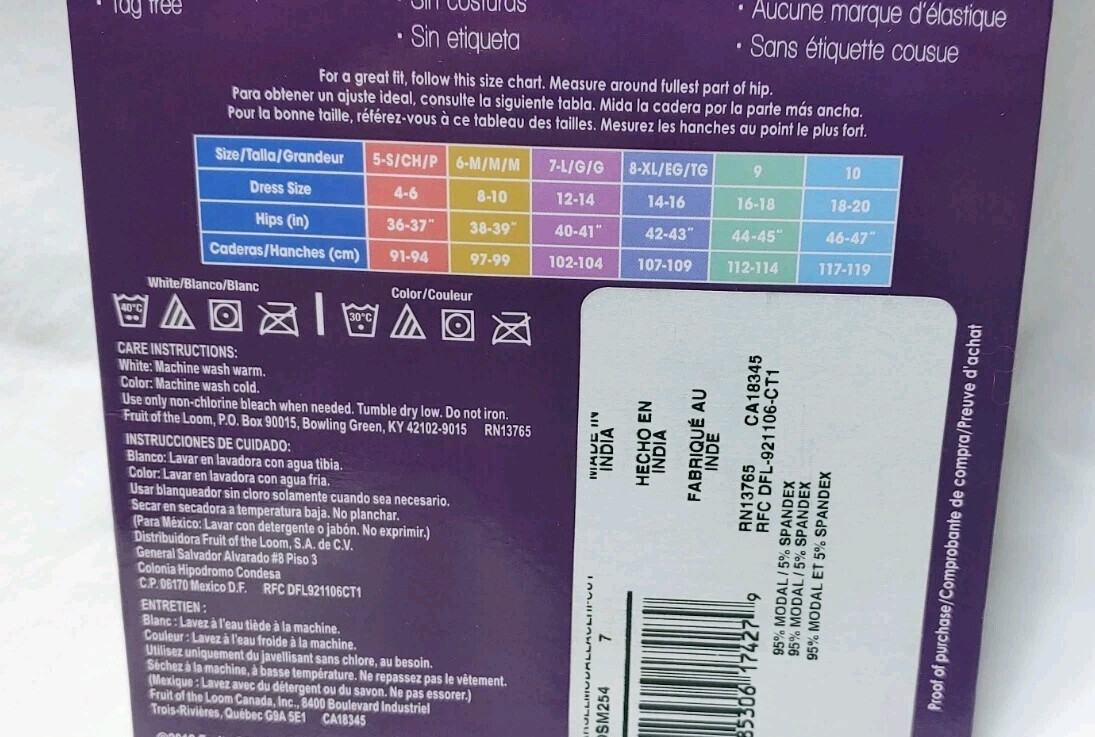 • Tag free
• Sin costuras
• Sin etiqueta
• Aucune marque d'élastique
• Sans étiquette cousue
For a great fit, follow this size chart. Measure around fullest part of hip.
Para obtener un ajuste ideal, consulte la siguiente tabla. Mida la cadera por la parte más ancha.
Pour la bonne taille, référez-vous à ce tableau des tailles. Mesurez les hanches au point le plus fort.
Size/Talla/Grandeur 5-S/CH/P 6-M/M/M 7-L/G/G 8-XL/EG/TG 9 10
Dress Size 4-6 8-10 12-14 14-16 16-18 18-20
Hips (in) 36-37" 38-39" 40-41" 42-43" 44-45" 46-47"
Caderas/Hanches (cm) 91-94 97-99 102-104 107-109 112-114 117-119
White/Blanco/Blanc
Color/Couleur
40°C
30°C
CARE INSTRUCTIONS:
White: Machine wash warm.
Color: Machine wash cold.
Use only non-chlorine bleach when needed. Tumble dry low. Do not iron.
Fruit of the Loom, P.O. Box 90015, Bowling Green, KY 42102-9015 RN13765
INSTRUCCIONES DE CUIDADO:
Blanco: Lavar en lavadora con agua tibia.
Color: Lavar en lavadora con agua fria.
Usar blanqueador sin cloro solamente cuando sea necesario.
Secar en secadora a temperatura baja. No planchar.
(Para México: Lavar con detergente o jabón. No exprimir.)
Distribuidora Fruit of the Loom, S.A. de C.V.
General Salvador Alvarado #8 Piso 3
Colonia Hipodromo Condesa
C.P. 06170 Mexico D.F. RFC DFL921106CT1
ENTRETIEN :
Blanc : Lavez à l'eau tiède à la machine.
Couleur : Lavez à l'eau froide à la machine.
Utilisez uniquement du javellisant sans chlore, au besoin.
Séchez à la machine, à basse température. Ne repassez pas le vêtement.
(Mexique : Lavez avec du détergent ou du savon. Ne pas essorer.)
Fruit of the Loom Canada, Inc., 8400 Boulevard Industriel
Trois-Rivières, Québec G9A 5E1 CA18345
MADE IN
INDIA
HECHO EN
INDIA
FABRIQUÉ AU
INDE
RN13765 CA18345
RFC DFL-921106-CT1
95% MODAL / 5% SPANDEX
95% MODAL / 5% SPANDEX
95% MODAL ET 5% SPANDEX
DSM254 7
85306 17427 9
Proof of purchase/Comprobante de compra/Preuve d'achat